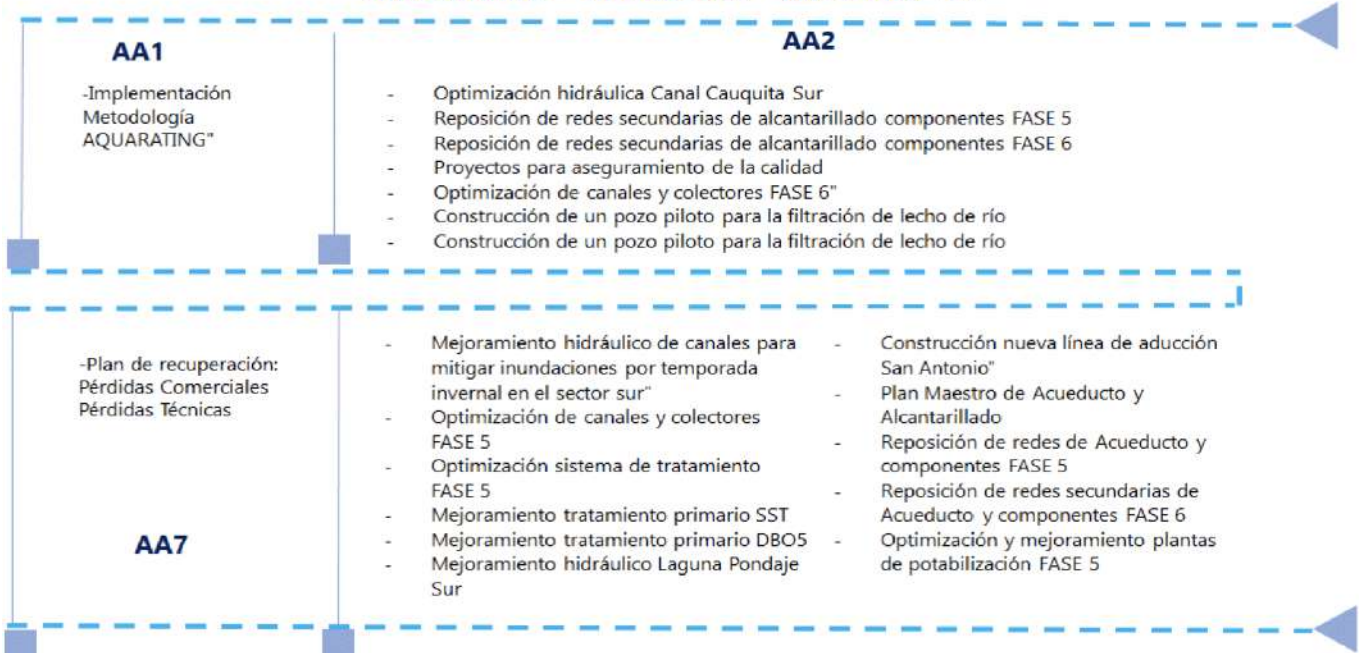 AA1
-Implementación
Metodología
AQUARATING"
AA2
- Optimización hidráulica Canal Cauquita Sur
- Reposición de redes secundarias de alcantarillado componentes FASE 5
- Reposición de redes secundarias de alcantarillado componentes FASE 6
- Proyectos para aseguramiento de la calidad
- Optimización de canales y colectores FASE 6"
- Construcción de un pozo piloto para la filtración de lecho de río
- Construcción de un pozo piloto para la filtración de lecho de río
-Plan de recuperación:
Pérdidas Comerciales
Pérdidas Técnicas
AA7
- Mejoramiento hidráulico de canales para
mitigar inundaciones por temporada
invernal en el sector sur"
- Optimización de canales y colectores
FASE 5
- Optimización sistema de tratamiento
FASE 5
- Mejoramiento tratamiento primario SST
- Mejoramiento tratamiento primario DBO5
- Mejoramiento hidráulico Laguna Pondaje
Sur
- Construcción nueva línea de aducción
San Antonio"
- Plan Maestro de Acueducto y
Alcantarillado
- Reposición de redes de Acueducto y
componentes FASE 5
- Reposición de redes secundarias de
Acueducto y componentes FASE 6
- Optimización y mejoramiento plantas
de potabilización FASE 5